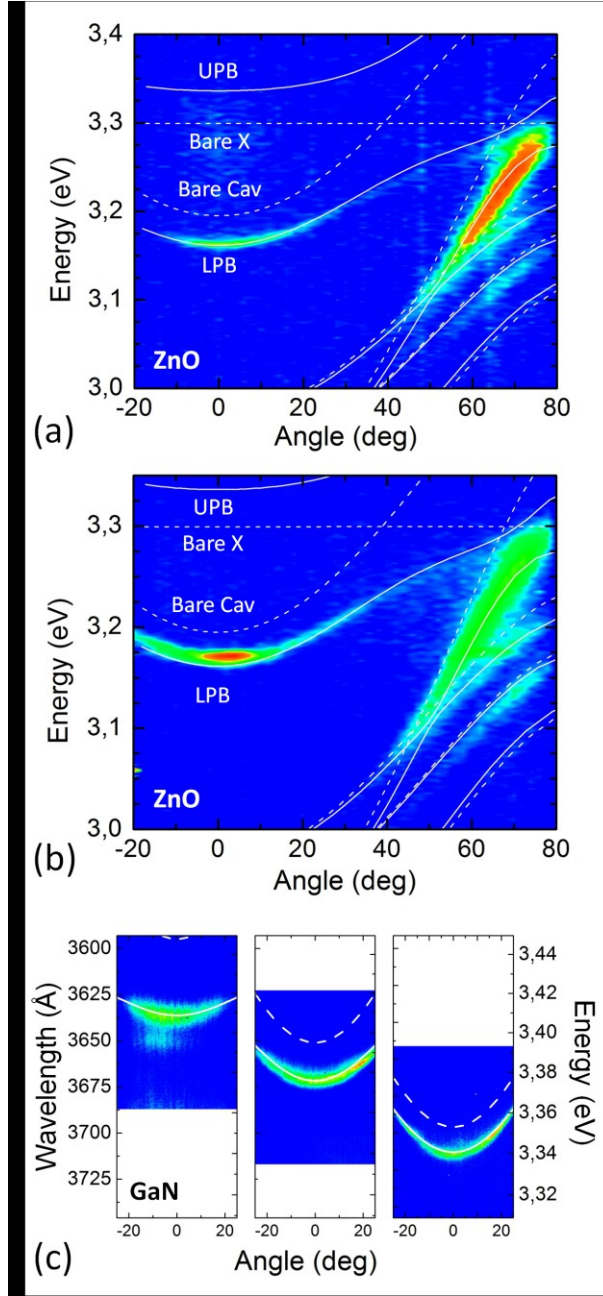 3,4
UPB
3,3
Bare X
Bare Cav
3,2
LPB
3,1
ZnO
3,0
-20 0 20 40 60 80
Energy (eV)
Angle (deg)
(a)
UPB
3,3
Bare X
Bare Cav
3,2
LPB
3,1
ZnO
3,0
-20 0 20 40 60 80
Energy (eV)
Angle (deg)
(b)
3600
3625
3650
3675
3700
3725
Wavelength (Å)
3,44
3,42
3,40
3,38
3,36
3,34
3,32
Energy (eV)
GaN
-20 0 20 -20 0 20 -20 0 20
Angle (deg)
(c)